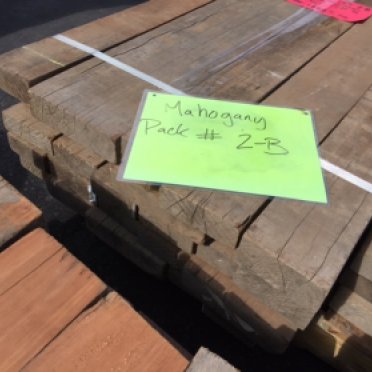 Mahogany
Pack # 2-B